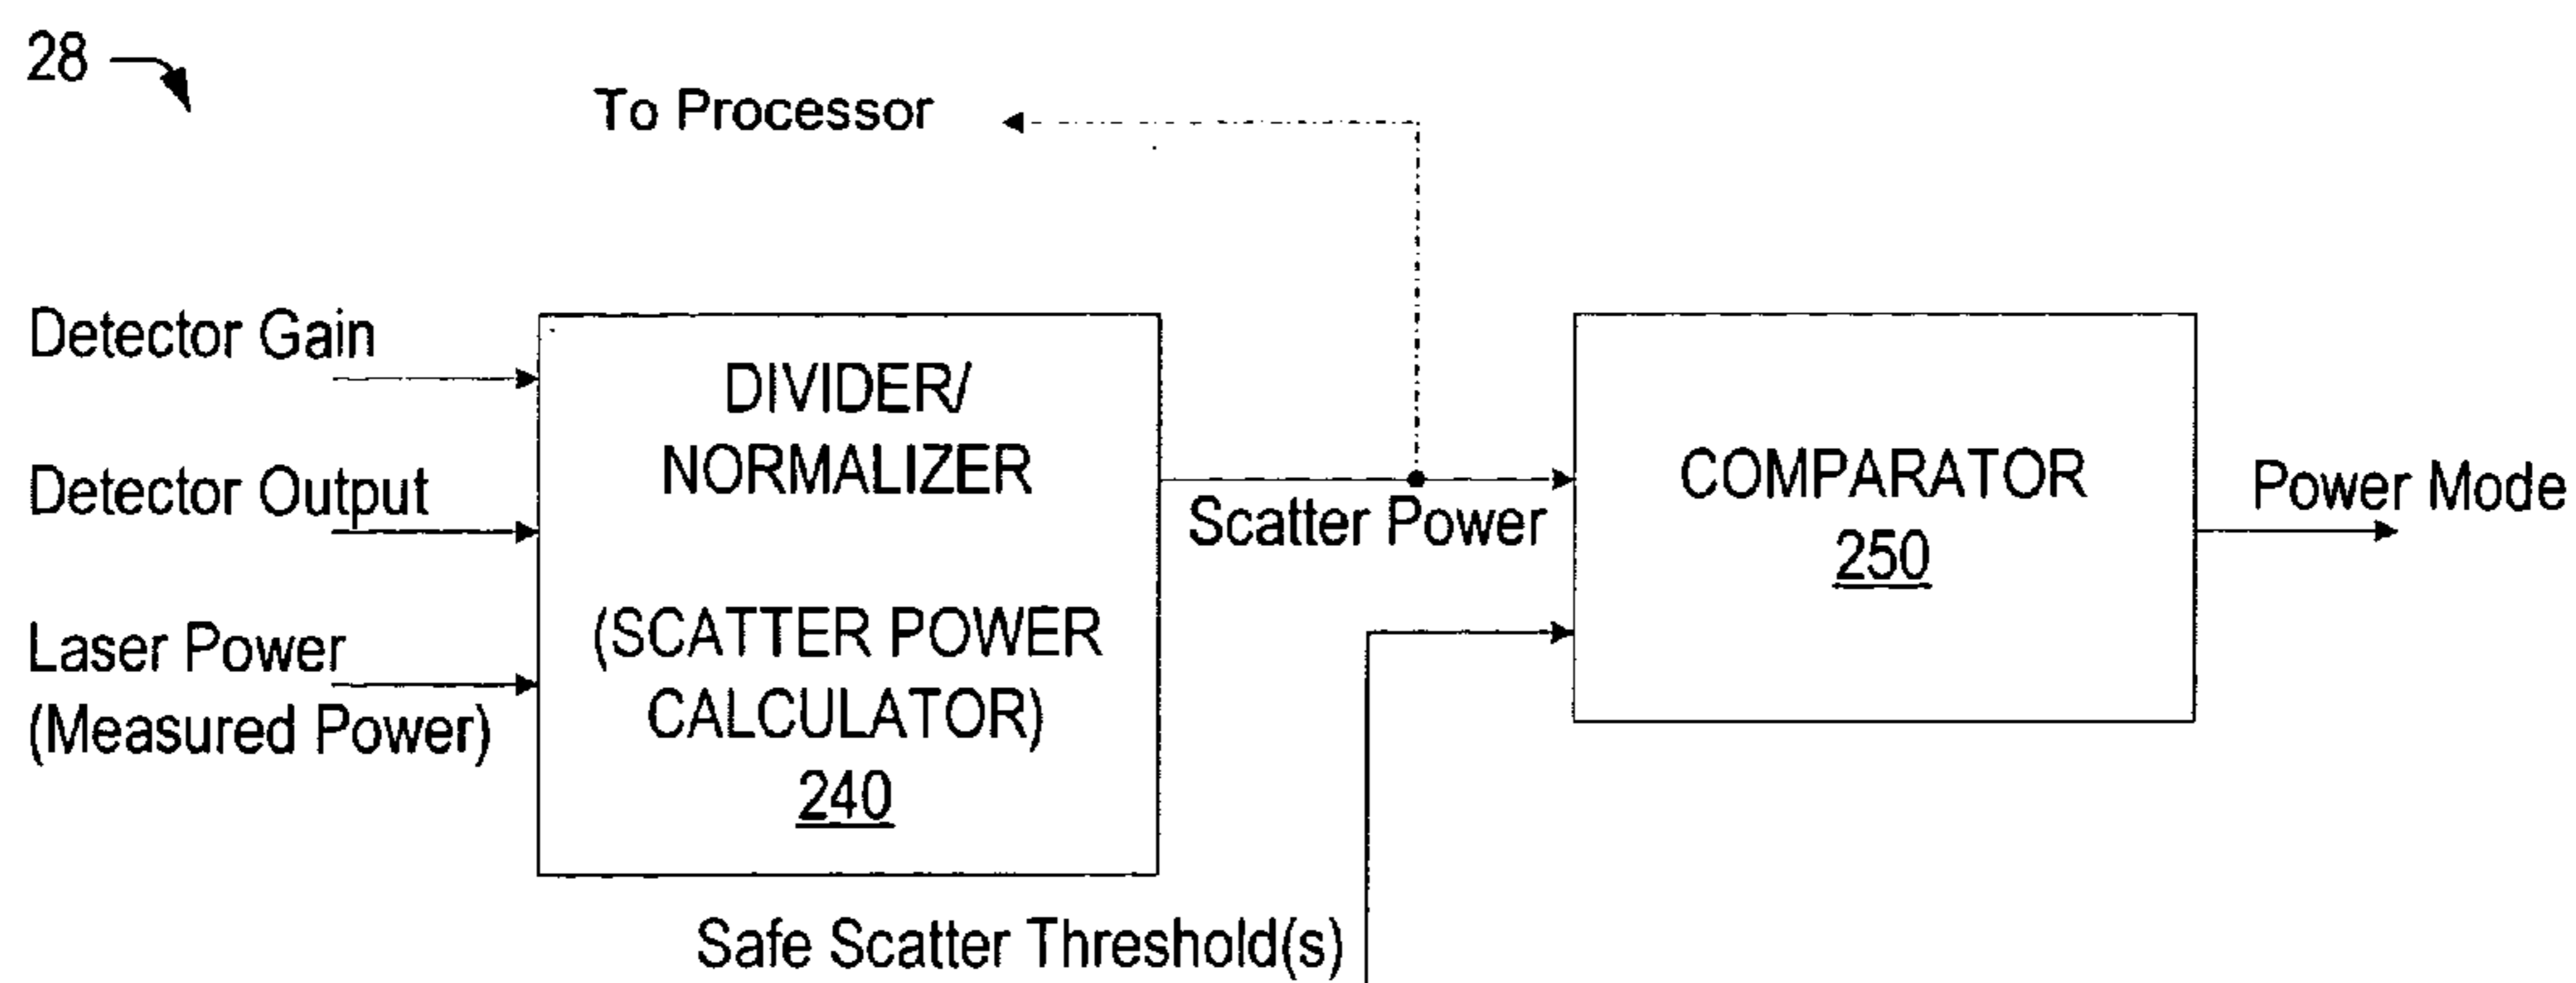 28
To Processor
Detector Gain
Detector Output
Laser Power
(Measured Power)
DIVIDER/
NORMALIZER
(SCATTER POWER
CALCULATOR)
240
Scatter Power
COMPARATOR
250
Power Mode
Safe Scatter Threshold(s)